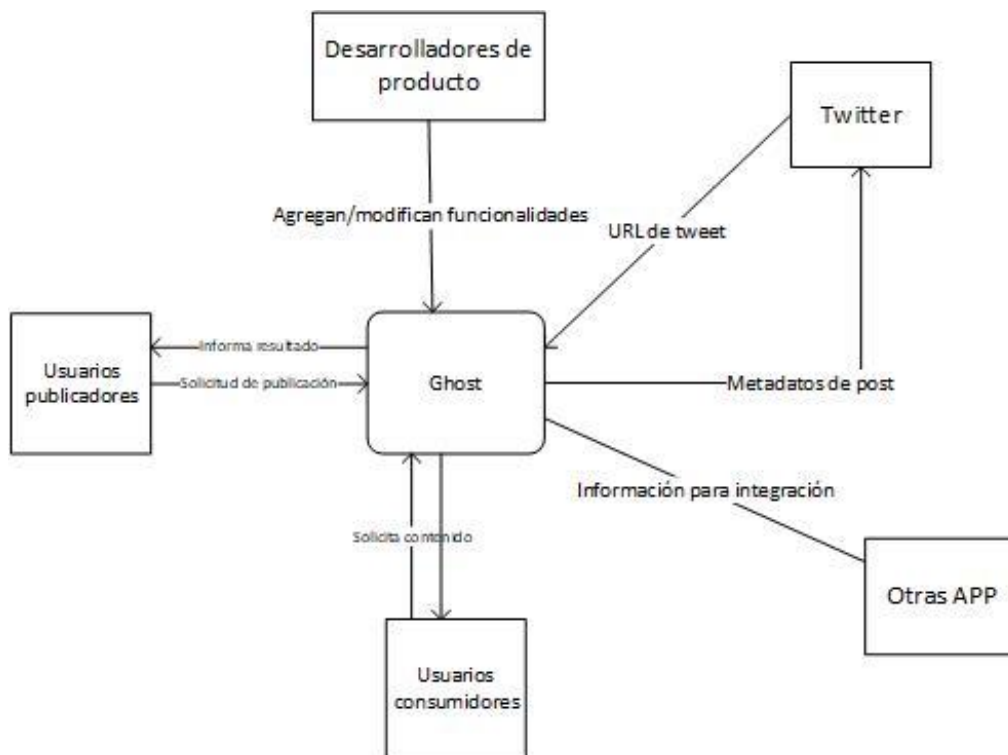 Desarrolladores de
producto
Twitter
Agregan/modifican funcionalidades
URL de tweet
Informa resultado
Usuarios
publicadores
Solicitud de publicación
Ghost
Metadatos de post
Información para integración
Solicita contenido
Otras APP
Usuarios
consumidores